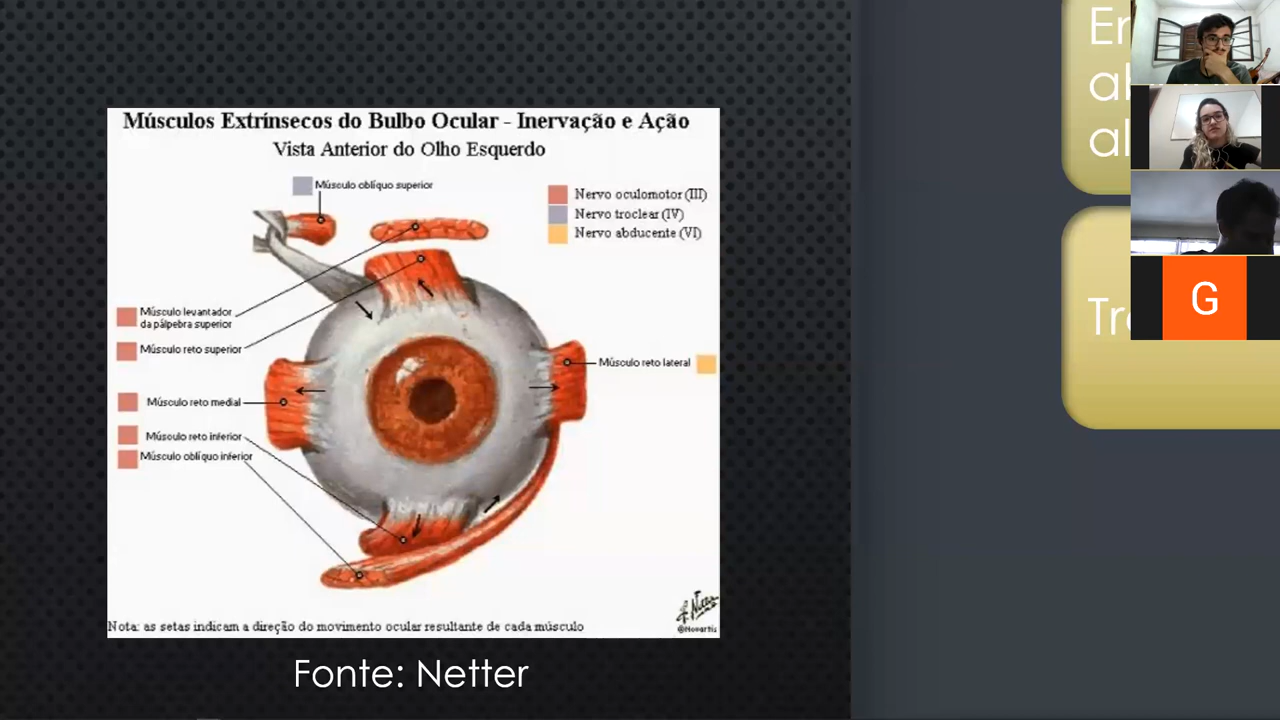 Músculos Extrínsecos do Bulbo Ocular - Inervação e Ação
Vista Anterior do Olho Esquerdo
Músculo oblíquo superior
Nervo oculomotor (III)
Nervo troclear (IV)
Nervo abducente (VI)
Músculo levantador
da pálpebra superior
Músculo reto superior
Músculo reto lateral
Músculo reto medial
Músculo reto inferior
Músculo oblíquo inferior
Nota: as setas indicam a direção do movimento ocular resultante de cada músculo
@Novartis
Fonte: Netter
G